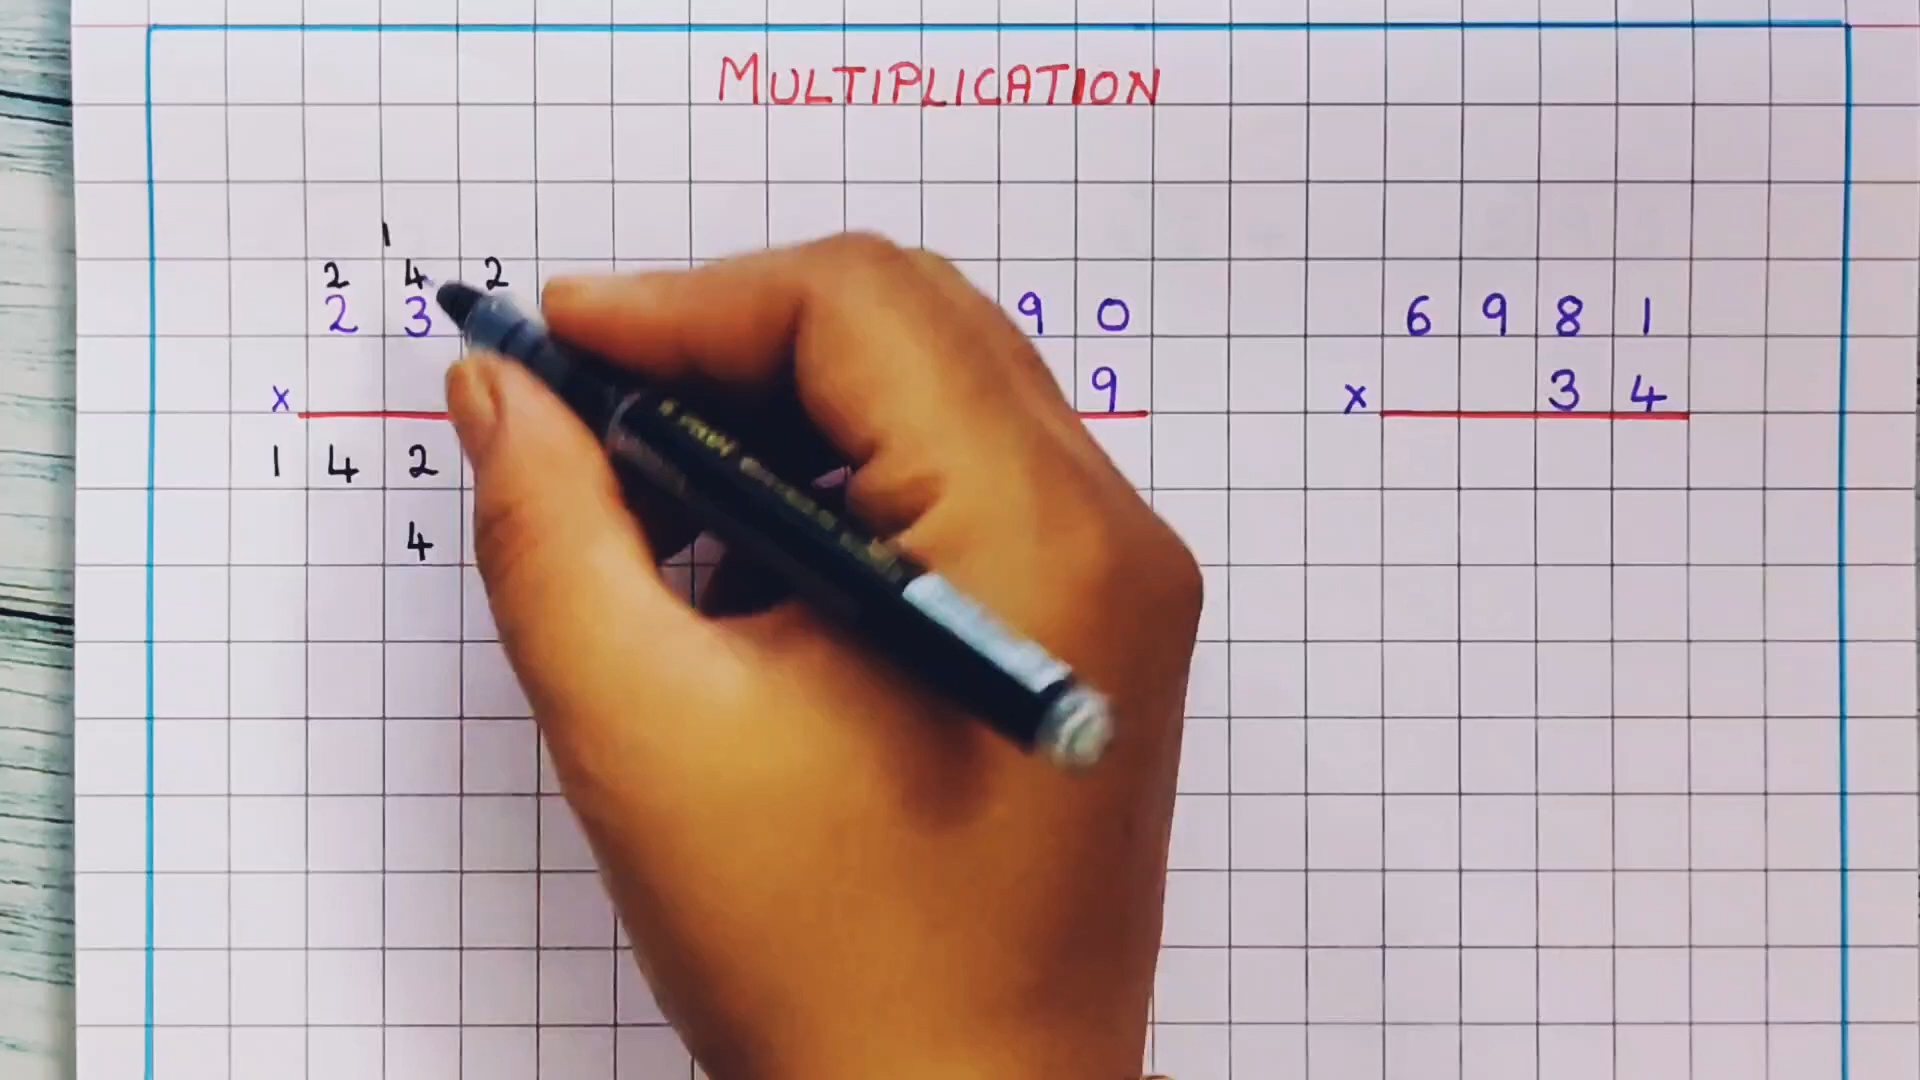 MULTIPLICATION
1
2 4 2
2 3 9 0 6 9 8 1
x 9 x 3 4
1 4 2
4